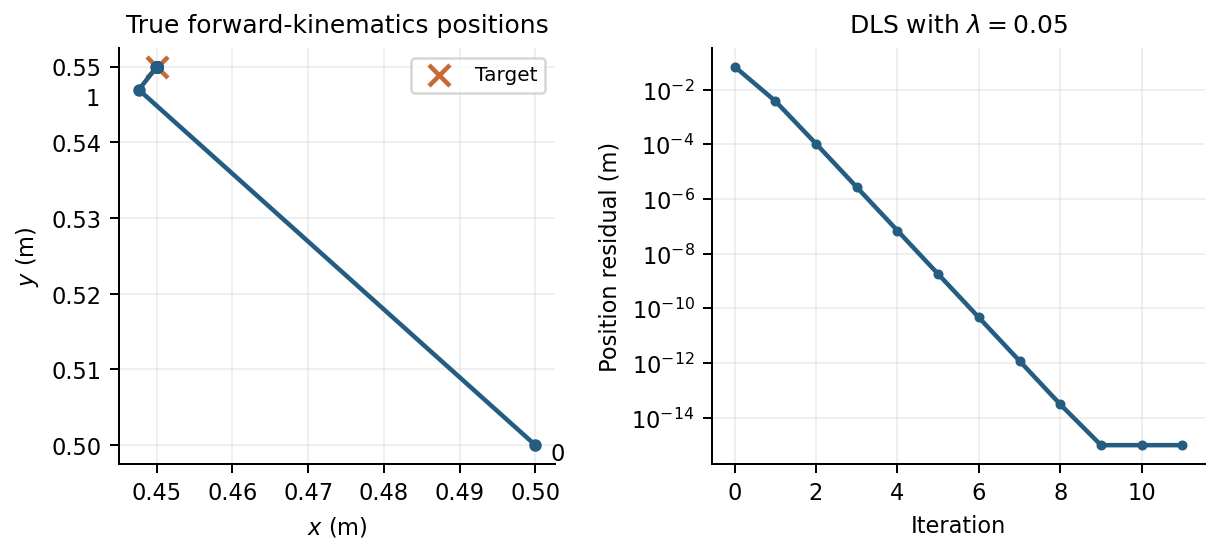 True forward-kinematics positions
Target
1
0
0.55
0.54
0.53
0.52
0.51
0.50
y (m)
0.45 0.46 0.47 0.48 0.49 0.50
x (m)
DLS with λ = 0.05
10⁻²
10⁻⁴
10⁻⁶
10⁻⁸
10⁻¹⁰
10⁻¹²
10⁻¹⁴
Position residual (m)
0 2 4 6 8 10
Iteration